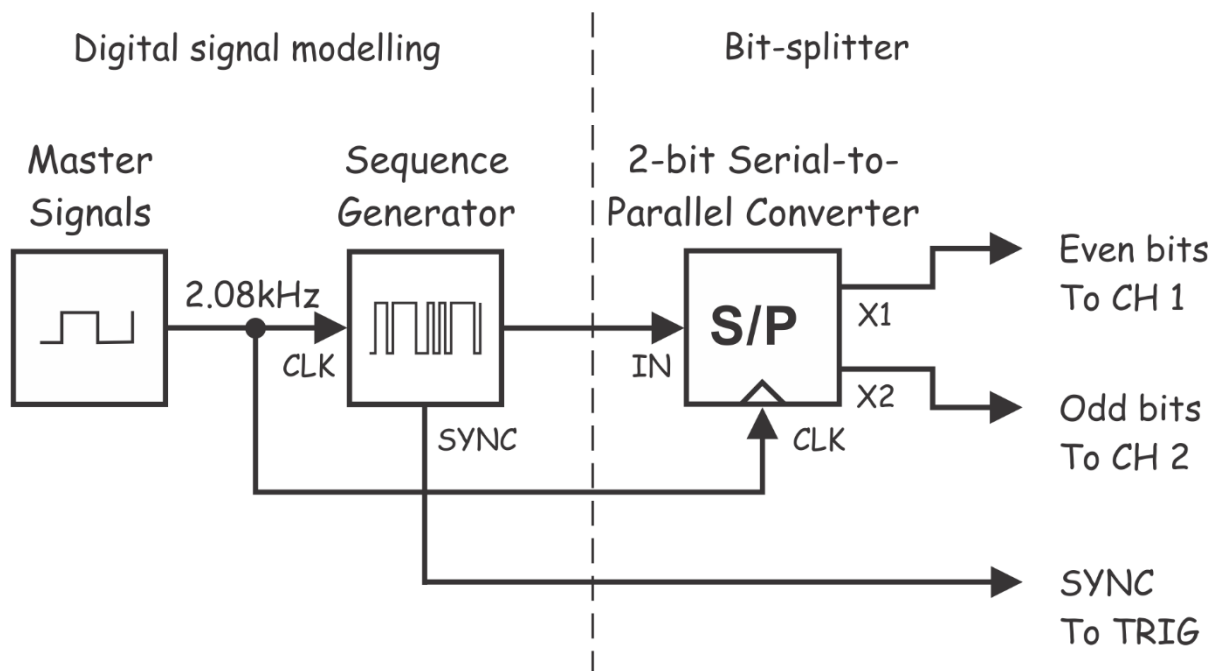 Digital signal modelling
Bit-splitter
Master
Signals
Sequence
Generator
2-bit Serial-to-
Parallel Converter
2.08kHz
CLK
SYNC
IN
S/P
X1
X2
CLK
Even bits
To CH 1
Odd bits
To CH 2
SYNC
To TRIG